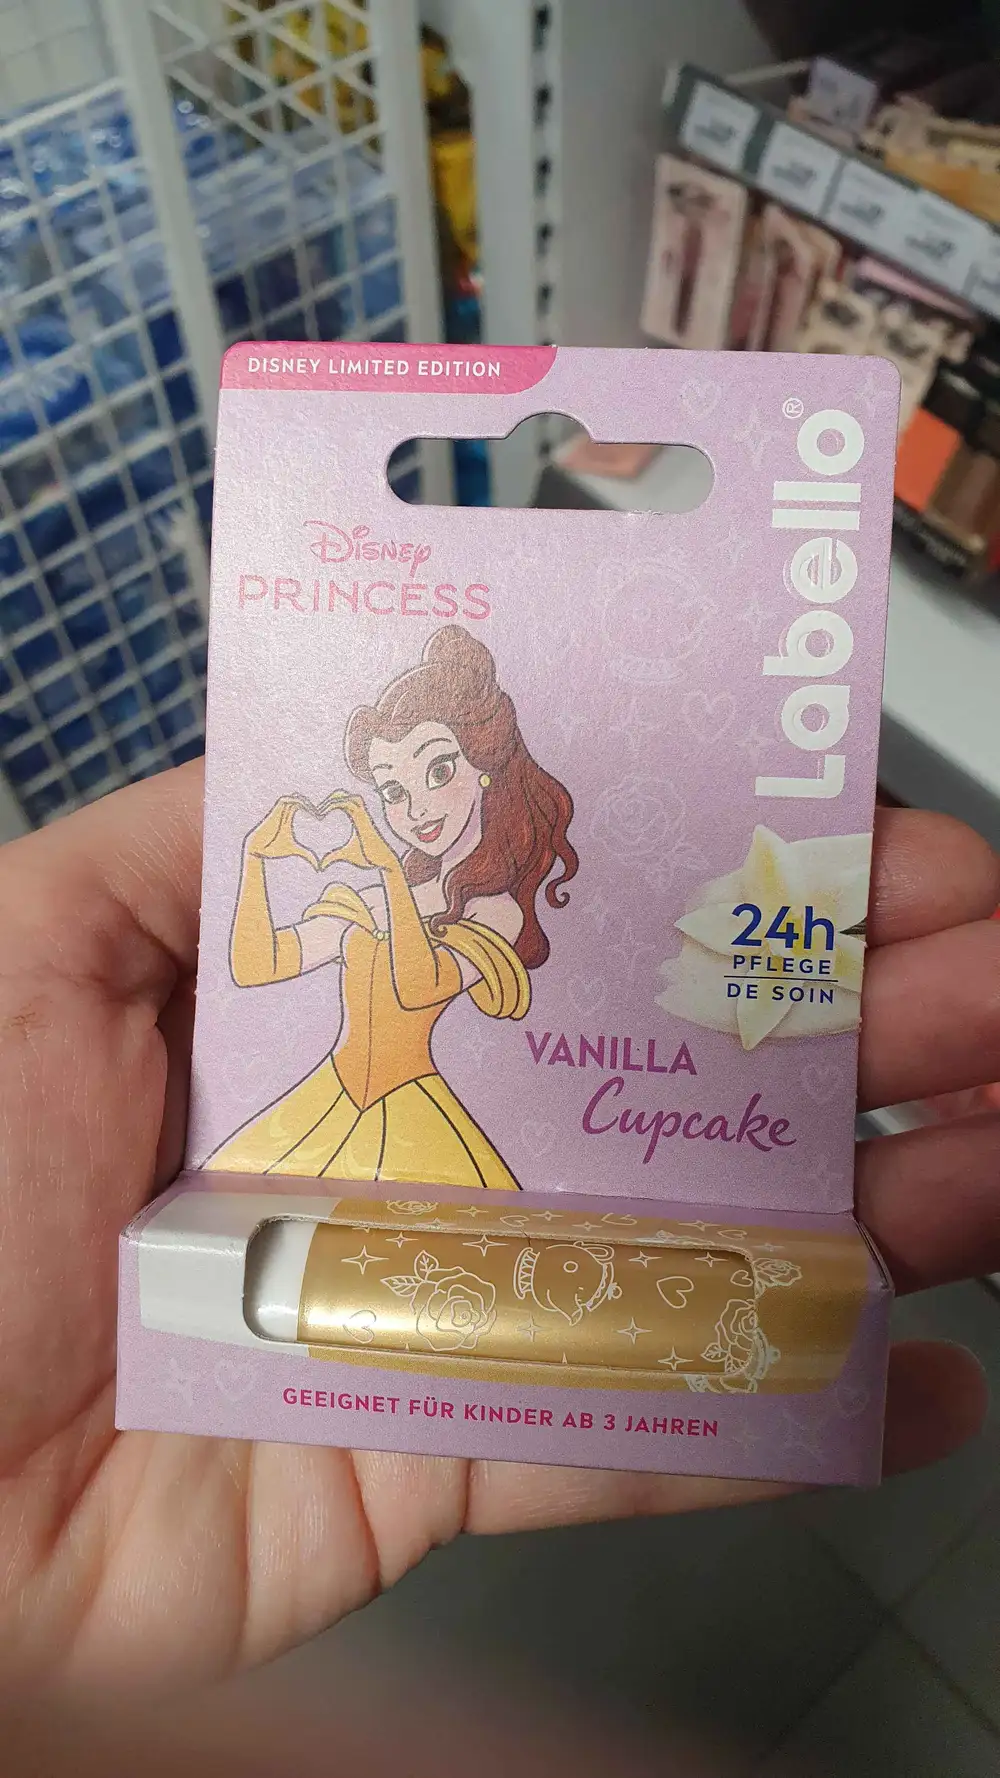 DISNEY LIMITED EDITION
Disney
PRINCESS
Labello®
24h
PFLEGE
DE SOIN
VANILLA
Cupcake
GEEIGNET FÜR KINDER AB 3 JAHREN